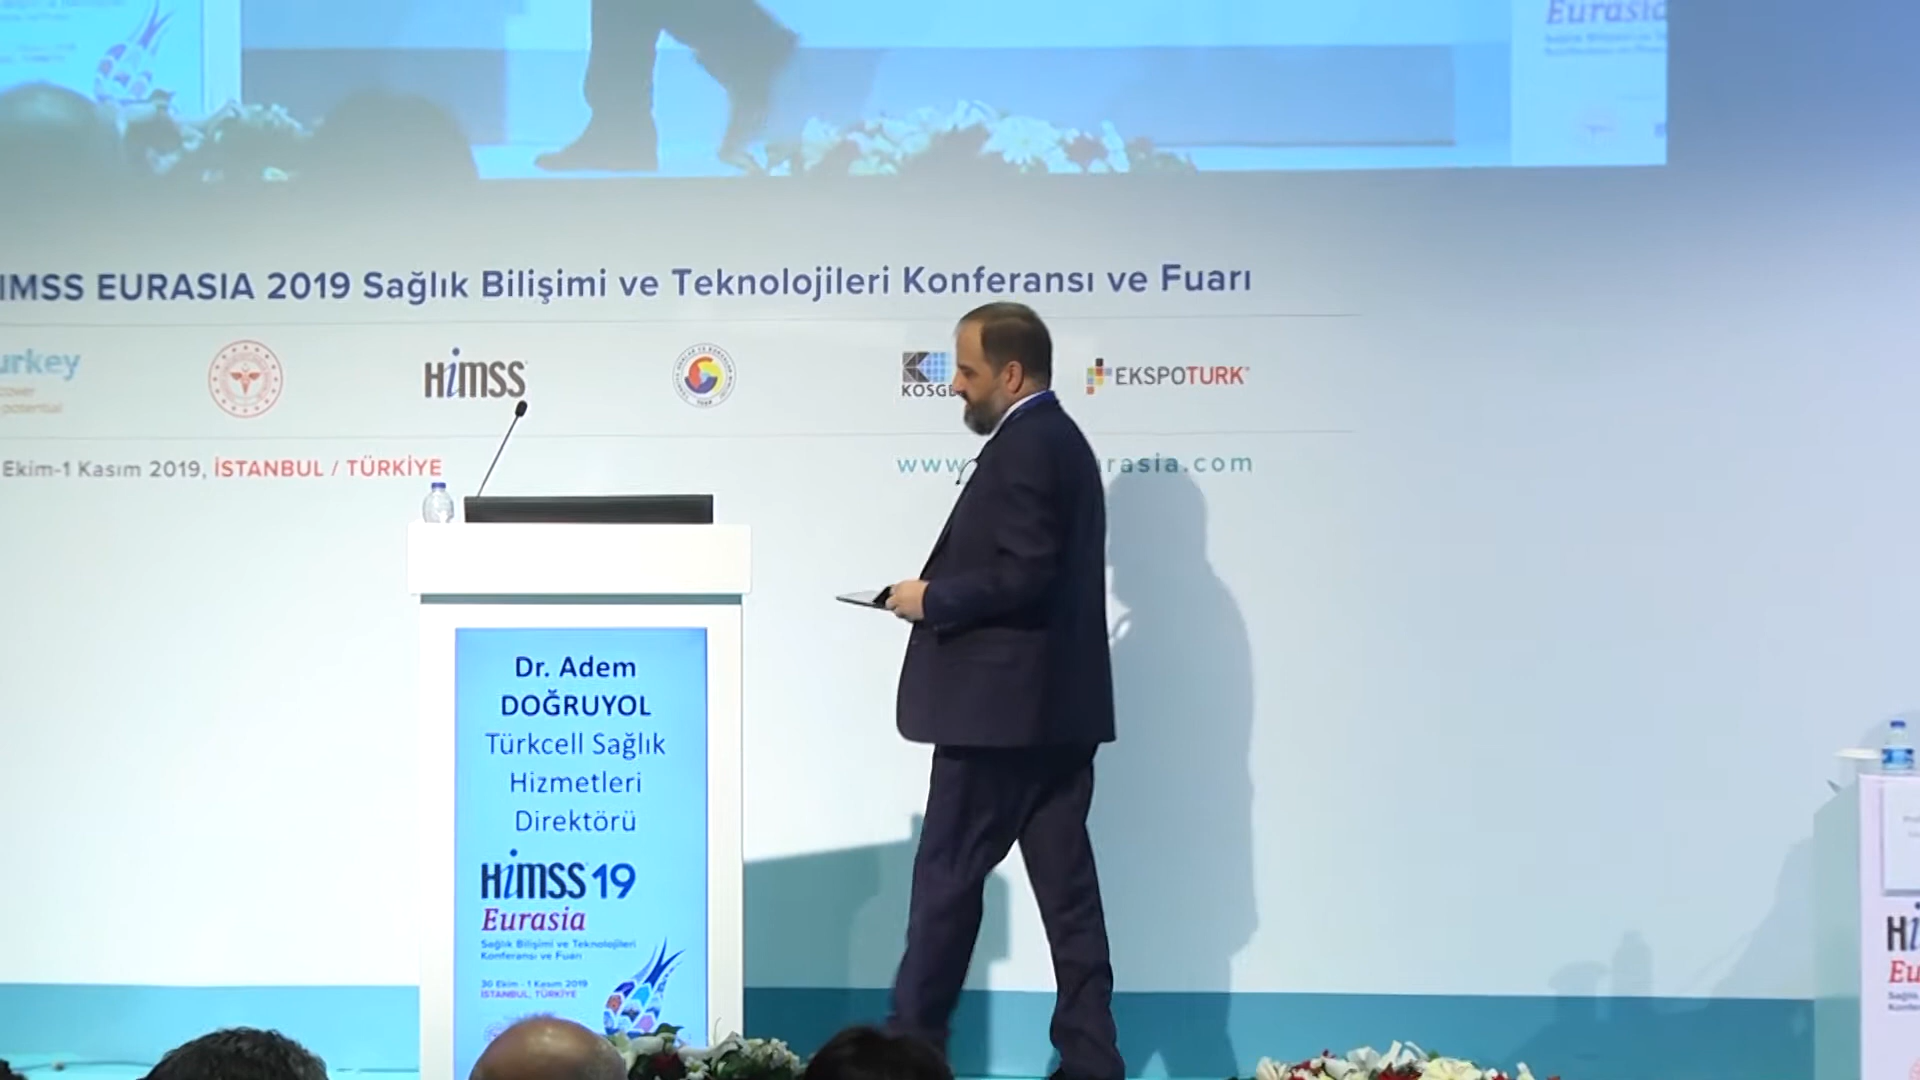 Eurasia
IMSS EURASIA 2019 Sağlık Bilişimi ve Teknolojileri Konferansı ve Fuarı
urkey
cover
potential
HiMSS
KOSGE
EKSPOTURK
Ekim-1 Kasım 2019, İSTANBUL / TÜRKİYE
www
rasia.com
Dr. Adem
DOĞRUYOL
Türkcell Sağlık
Hizmetleri
Direktörü
HiMSS 19
Eurasia
Sağlık Bilişimi ve Teknolojileri
Konferansı ve Fuarı
30 Ekim - 1 Kasım 2019
İSTANBUL, TÜRKİYE
Hi
Eu